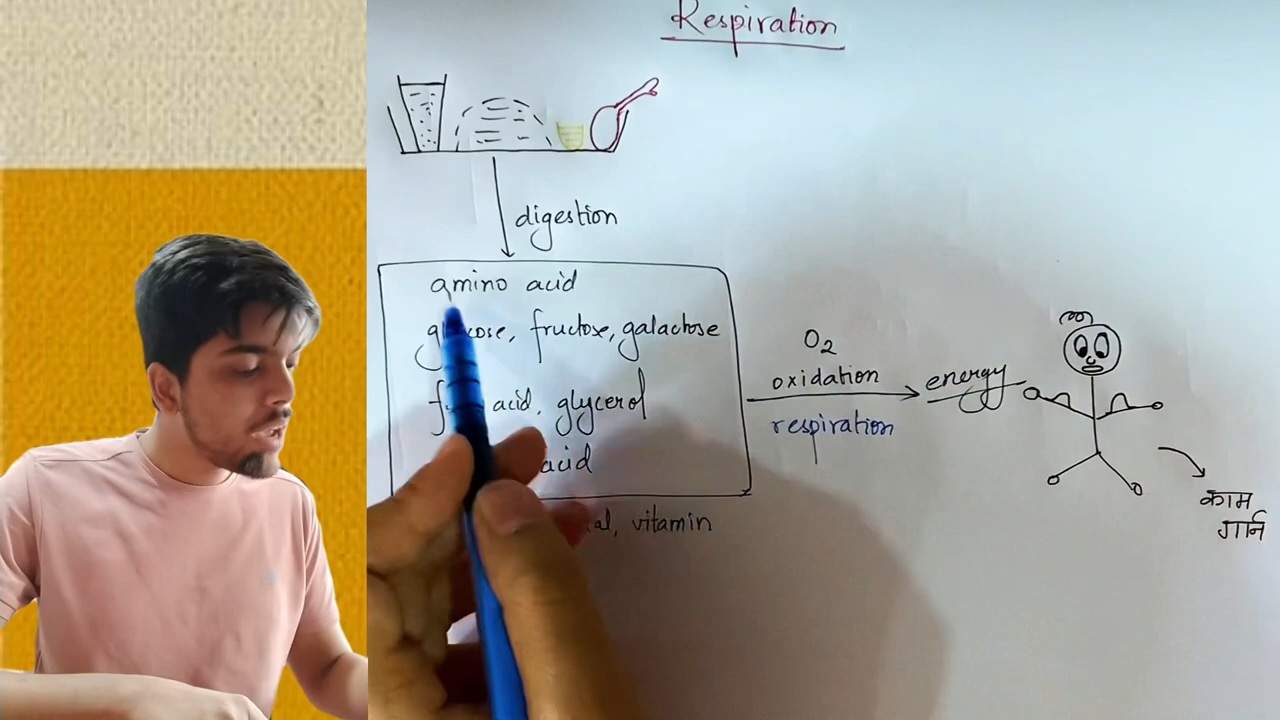 Respiration
digestion
amino acid
fructose, galactose
acid, glycerol
acid
vitamin
O2
oxidation
respiration
energy
काम
गर्न